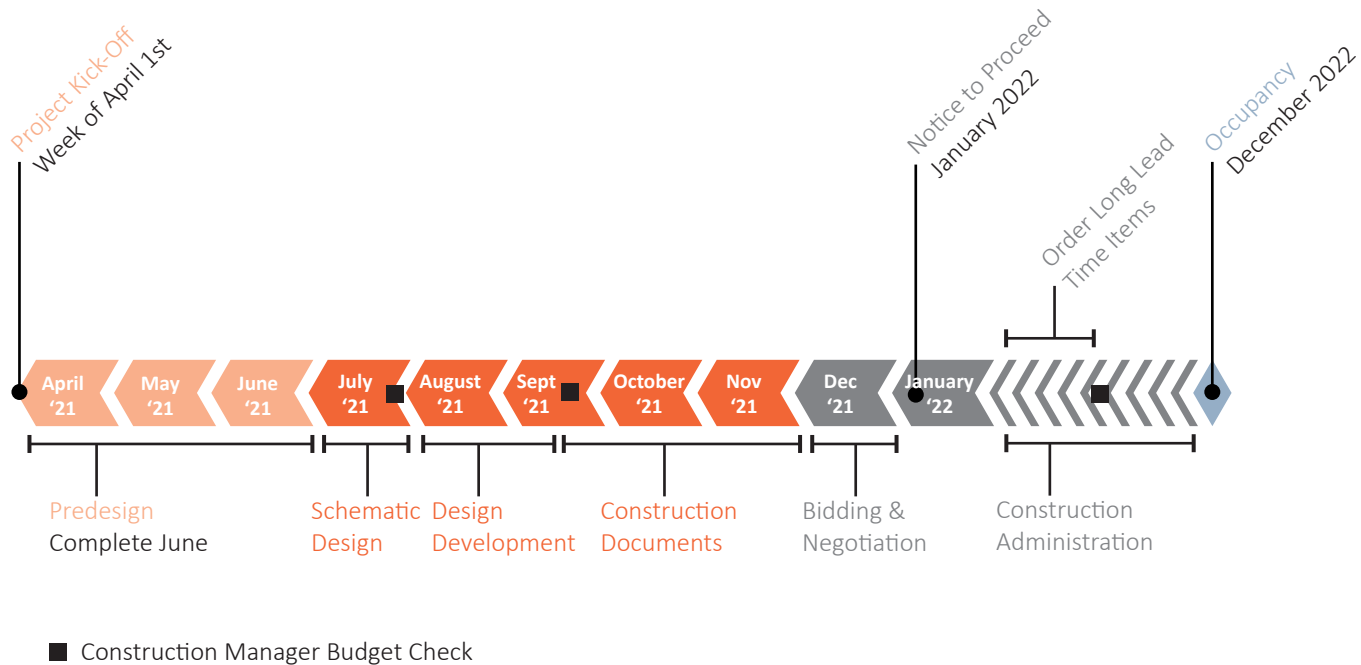 Project Kick-Off
Week of April 1st
Notice to Proceed
January 2022
Order Long Lead
Time Items
Occupancy
December 2022
April
‘21
May
‘21
June
‘21
July
‘21
August
‘21
Sept
‘21
October
‘21
Nov
‘21
Dec
‘21
January
‘22
Predesign
Complete June
Schematic
Design
Design
Development
Construction
Documents
Bidding &
Negotiation
Construction
Administration
Construction Manager Budget Check